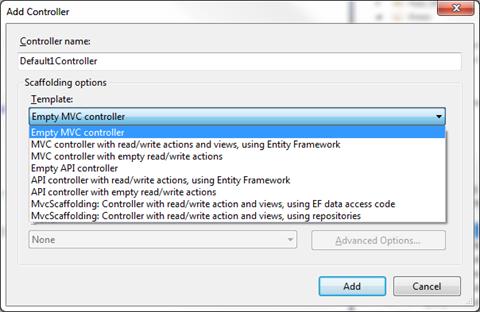 Add Controller
Controller name:
Default1Controller
Scaffolding options
Template:
Empty MVC controller
Empty MVC controller
MVC controller with read/write actions and views, using Entity Framework
MVC controller with empty read/write actions
Empty API controller
API controller with read/write actions, using Entity Framework
API controller with empty read/write actions
MvcScaffolding: Controller with read/write action and views, using EF data access code
MvcScaffolding: Controller with read/write action and views, using repositories
None
Advanced Options...
Add
Cancel